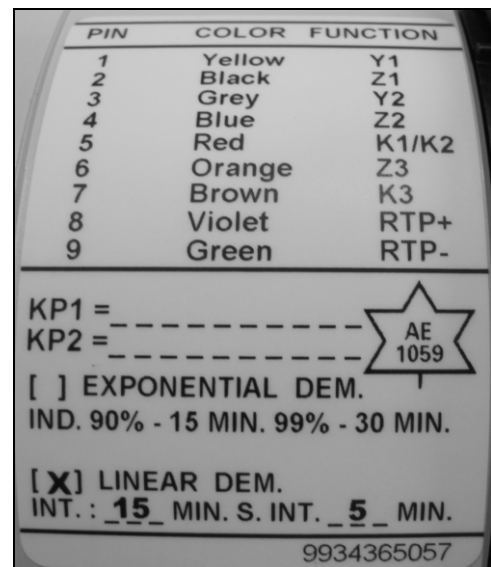 PIN COLOR FUNCTION
1 Yellow Y1
2 Black Z1
3 Grey Y2
4 Blue Z2
5 Red K1/K2
6 Orange Z3
7 Brown K3
8 Violet RTP+
9 Green RTP-
KP1 =_ _ _ _ _ _ _ _ _ _
KP2 =_ _ _ _ _ _ _ _ _ _
AE
1059
[ ] EXPONENTIAL DEM.
IND. 90% - 15 MIN. 99% - 30 MIN.
[X] LINEAR DEM.
INT. : _15_ MIN. S. INT. _5_ MIN.
9934365057